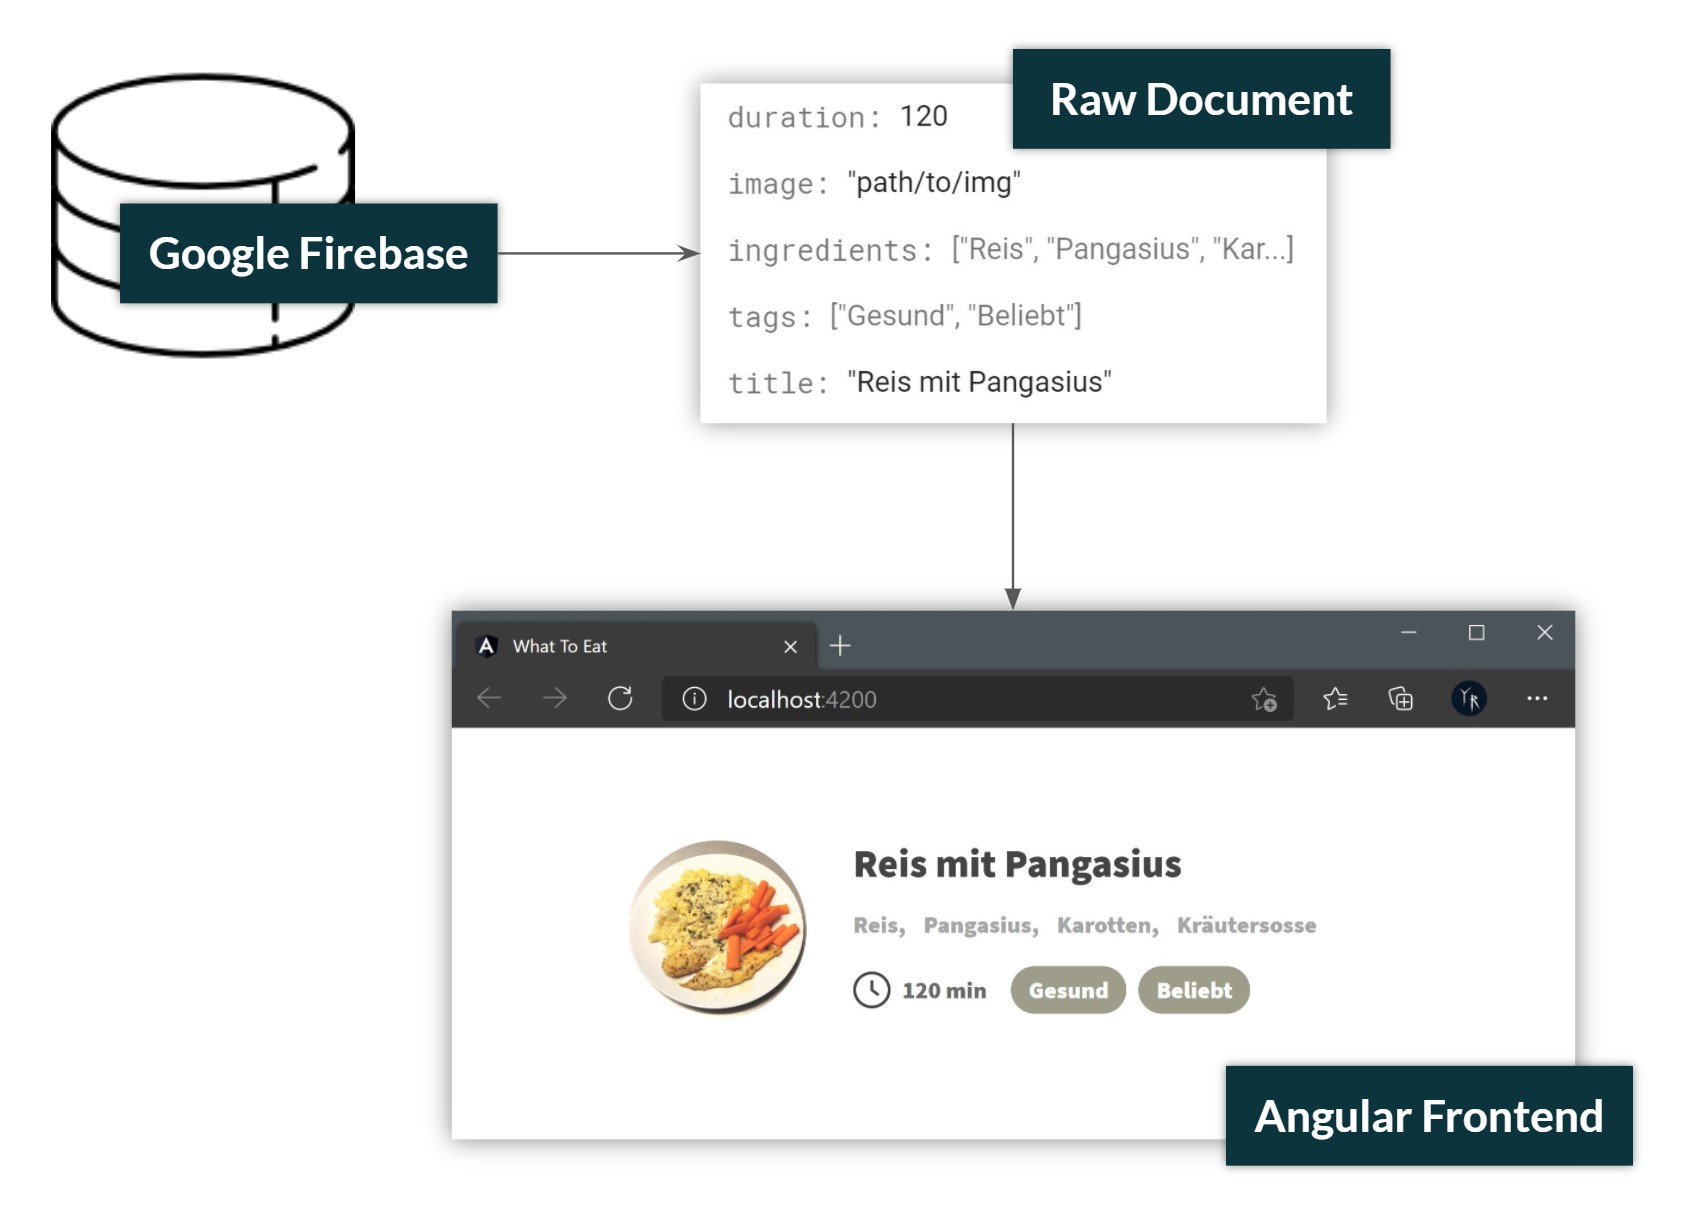 Raw Document
duration: 120
image: "path/to/img"
Google Firebase
ingredients: ["Reis", "Pangasius", "Kar...]
tags: ["Gesund", "Beliebt"]
title: "Reis mit Pangasius"
What To Eat
localhost:4200
Reis mit Pangasius
Reis, Pangasius, Karotten, Kräutersosse
120 min Gesund Beliebt
Angular Frontend